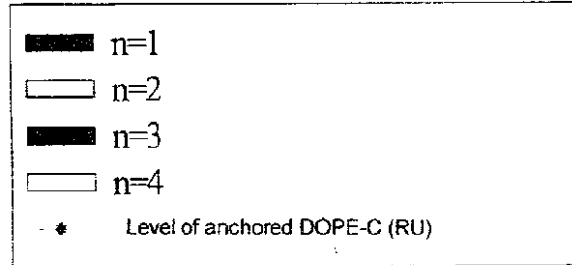 n=1
n=2
n=3
n=4
Level of anchored DOPE-C (RU)